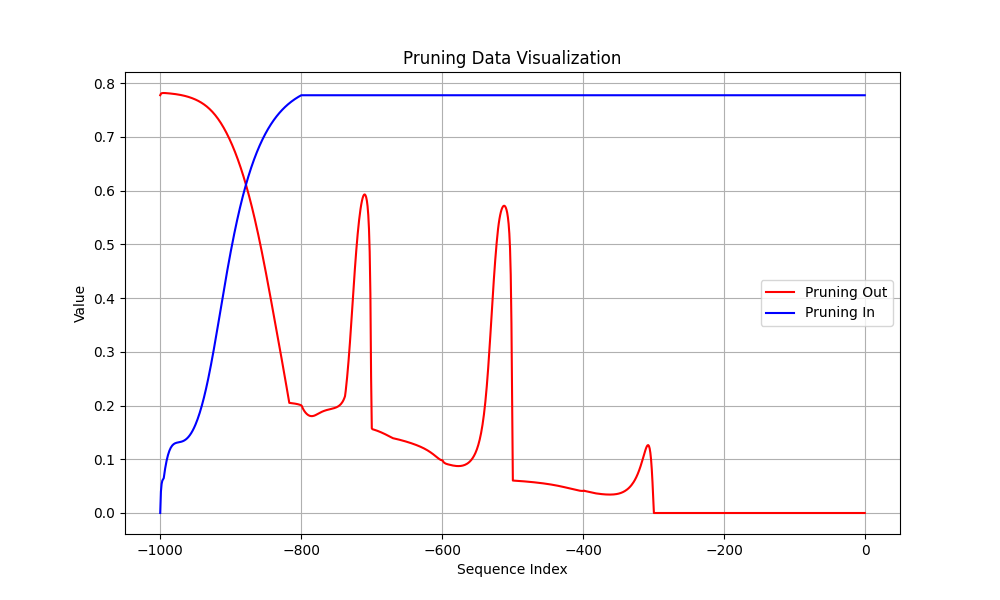 Pruning Data Visualization
0.8
0.7
0.6
0.5
0.4
0.3
0.2
0.1
0.0
Value
Pruning Out
Pruning In
−1000 −800 −600 −400 −200 0
Sequence Index